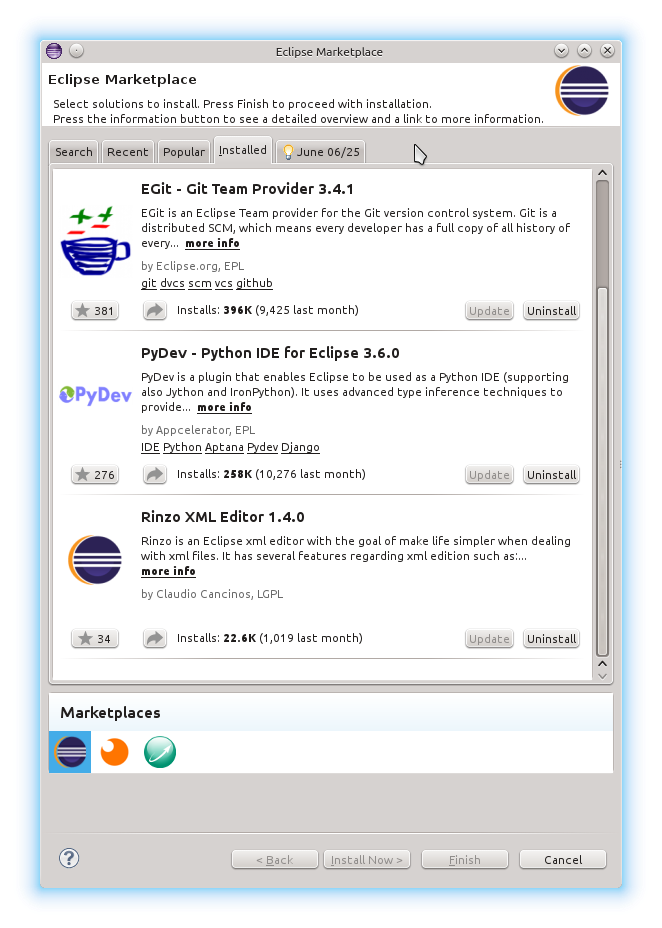 Eclipse Marketplace
Eclipse Marketplace
Select solutions to install. Press Finish to proceed with installation.
Press the information button to see a detailed overview and a link to more information.
Search Recent Popular Installed June 06/25
EGit - Git Team Provider 3.4.1
EGit is an Eclipse Team provider for the Git version control system. Git is a
distributed SCM, which means every developer has a full copy of all history of
every... more info
by Eclipse.org, EPL
git dvcs scm vcs github
381 Installs: 396K (9,425 last month) Update Uninstall
PyDev - Python IDE for Eclipse 3.6.0
PyDev is a plugin that enables Eclipse to be used as a Python IDE (supporting
PyDev also Jython and IronPython). It uses advanced type inference techniques to
provide... more info
by Appcelerator, EPL
IDE Python Aptana Pydev Django
276 Installs: 258K (10,276 last month) Update Uninstall
Rinzo XML Editor 1.4.0
Rinzo is an Eclipse xml editor with the goal of make life simpler when dealing
with xml files. It has several features regarding xml edition such as:...
more info
by Claudio Cancinos, LGPL
34 Installs: 22.6K (1,019 last month) Update Uninstall
Marketplaces
? < Back Install Now > Finish Cancel